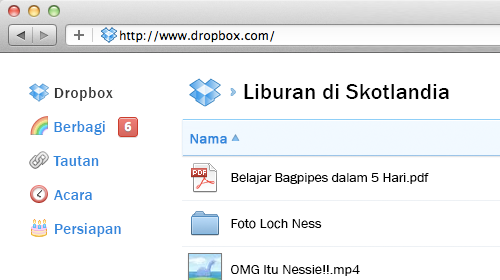 http://www.dropbox.com/
Dropbox
Berbagi 6
Tautan
Acara
Persiapan
Liburan di Skotlandia
Nama
PDF
Belajar Bagpipes dalam 5 Hari.pdf
Foto Loch Ness
OMG Itu Nessie!!.mp4